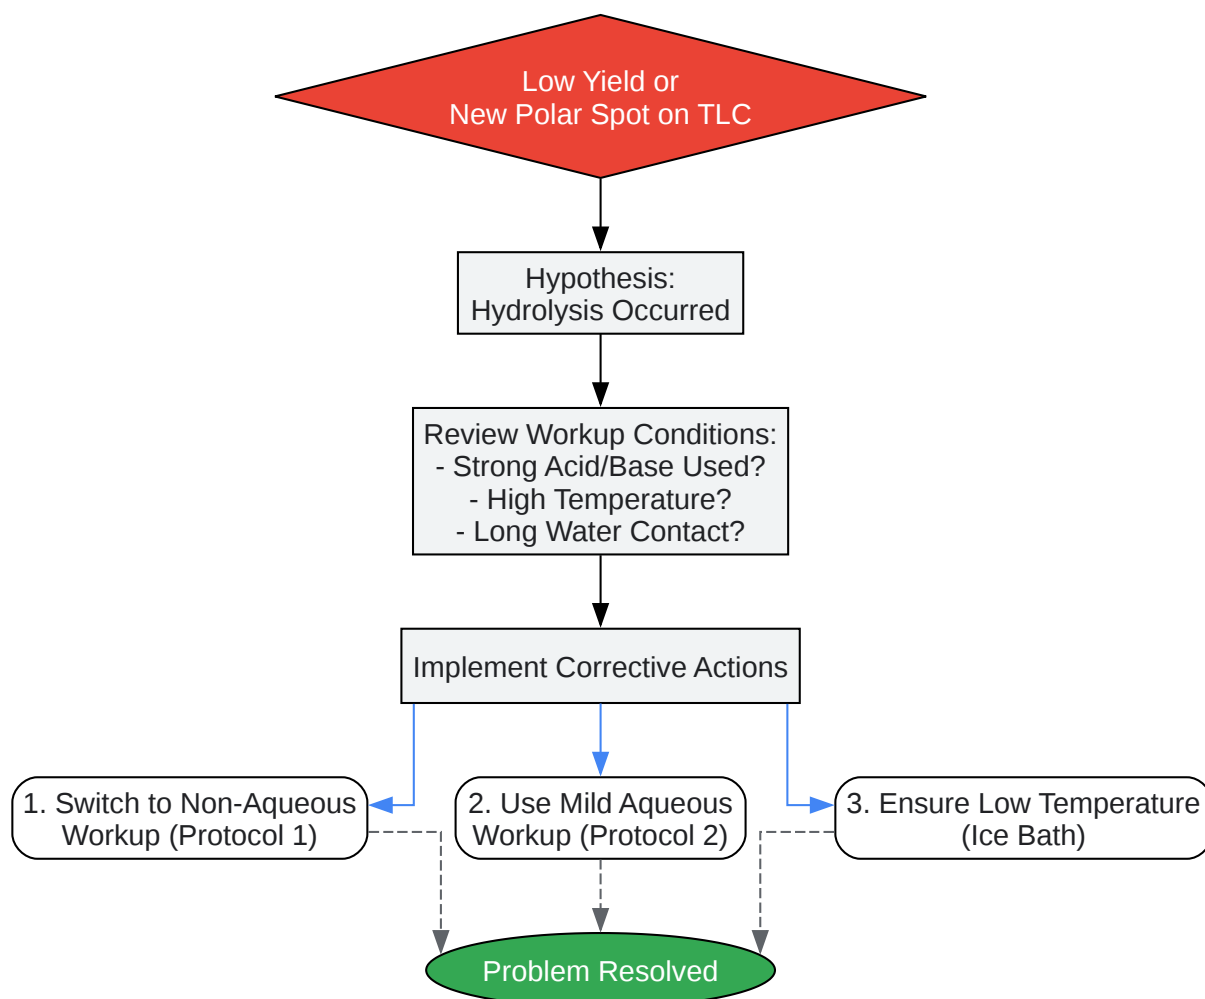 Low Yield or
New Polar Spot on TLC
Hypothesis:
Hydrolysis Occurred
Review Workup Conditions:
- Strong Acid/Base Used?
- High Temperature?
- Long Water Contact?
Implement Corrective Actions
1. Switch to Non-Aqueous
Workup (Protocol 1)
2. Use Mild Aqueous
Workup (Protocol 2)
3. Ensure Low Temperature
(Ice Bath)
Problem Resolved